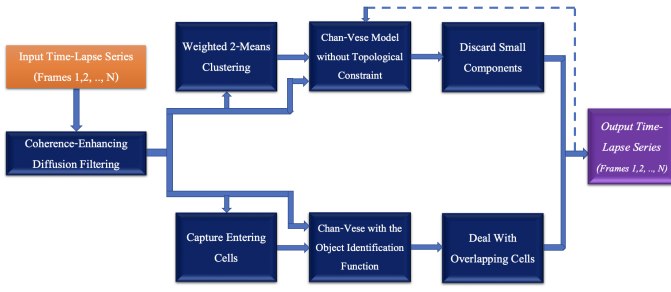 Input Time-Lapse Series
(Frames 1,2, .., N)
Coherence-Enhancing
Diffusion Filtering
Weighted 2-Means
Clustering
Chan-Vese Model
without Topological
Constraint
Discard Small
Components
Capture Entering
Cells
Chan-Vese with the
Object Identification
Function
Deal With
Overlapping Cells
Output Time-
Lapse Series
(Frames 1,2, .., N)